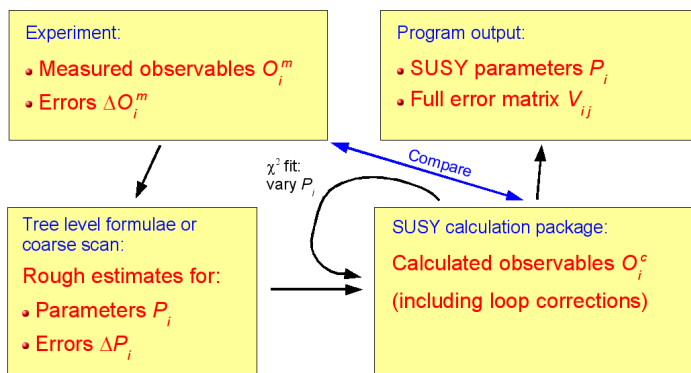 Experiment:
• Measured observables O_i^m
• Errors ΔO_i^m
Program output:
• SUSY parameters P_i
• Full error matrix V_ij
χ² fit:
vary P_i
Compare
Tree level formulae or
coarse scan:
Rough estimates for:
• Parameters P_i
• Errors ΔP_i
SUSY calculation package:
Calculated observables O_i^c
(including loop corrections)